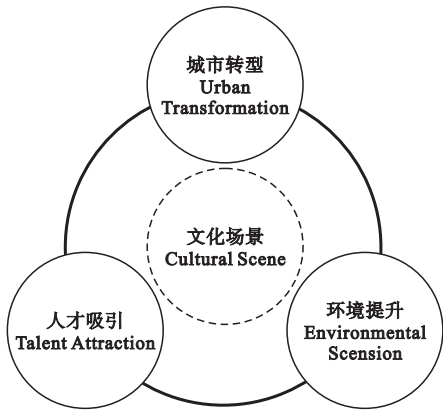 城市转型
Urban
Transformation
文化场景
Cultural Scene
人才吸引
Talent Attraction
环境提升
Environmental
Scension